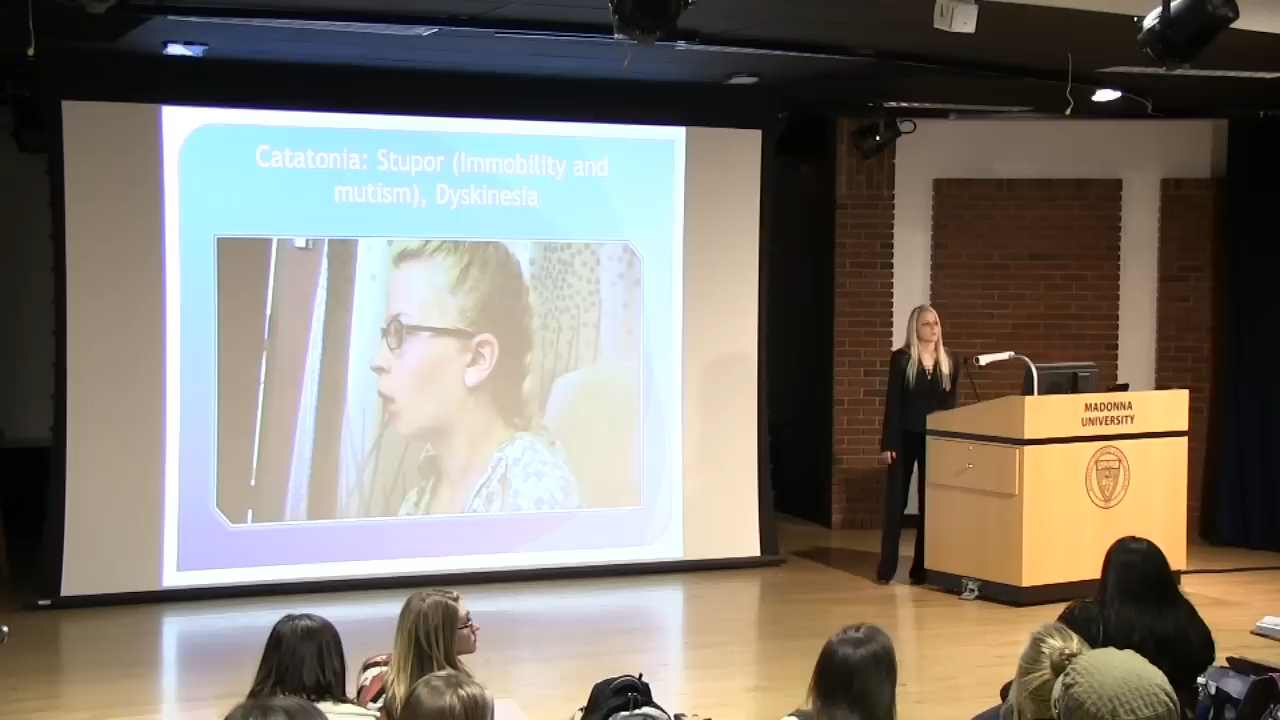 Catatonia: Stupor (Immobility and
mutism), Dyskinesia
MADONNA
UNIVERSITY